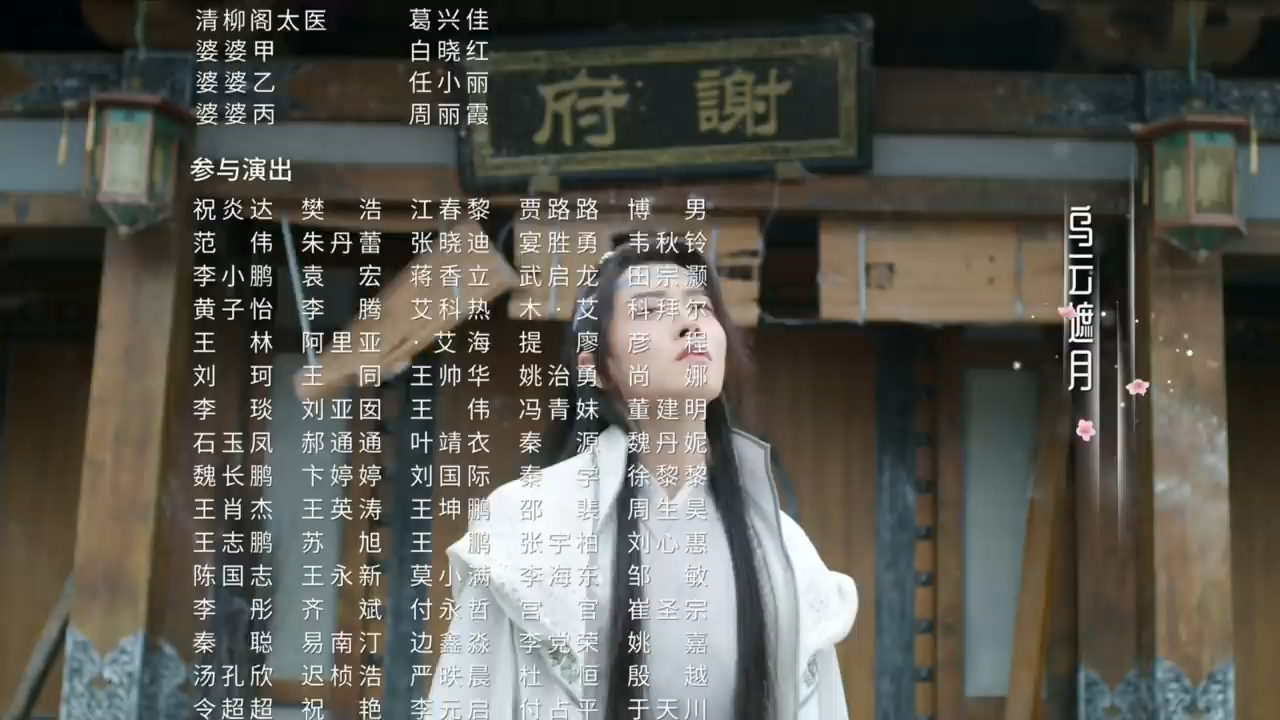 清柳阁太医 葛兴佳
婆婆甲 白晓红
婆婆乙 任小丽
婆婆丙 周丽霞
府 謝
参与演出
祝炎达 樊浩 江春黎 贾路路 博男
范伟 朱丹蕾 张晓迪 宴胜勇 韦秋铃
李小鹏 袁宏 蒋香立 武启龙 田宗灏
黄子怡 李腾 艾科热木·艾科拜尔
王林 阿里亚·艾海提 廖彦程
刘珂 王同 王帅华 姚治勇 尚娜
李琰 刘亚囡 王伟 冯青妹 董建明
石玉凤 郝通通 叶靖衣 秦源 魏丹妮
魏长鹏 卞婷婷 刘国际 秦字 徐黎黎
王肖杰 王英涛 王坤鹏 邵裴 周生昊
王志鹏 苏旭 王鹏 张宇柏 刘心惠
陈国志 王永新 莫小满 李海东 邹敏
李彤 齐斌 付永哲 宫官 崔圣宗
秦聪 易南汀 边鑫淼 李党荣 姚嘉
汤孔欣 迟桢浩 严昳晨 杜恒 殷越
令超超 祝艳 李元启 付占平 于天川
乌云遮月